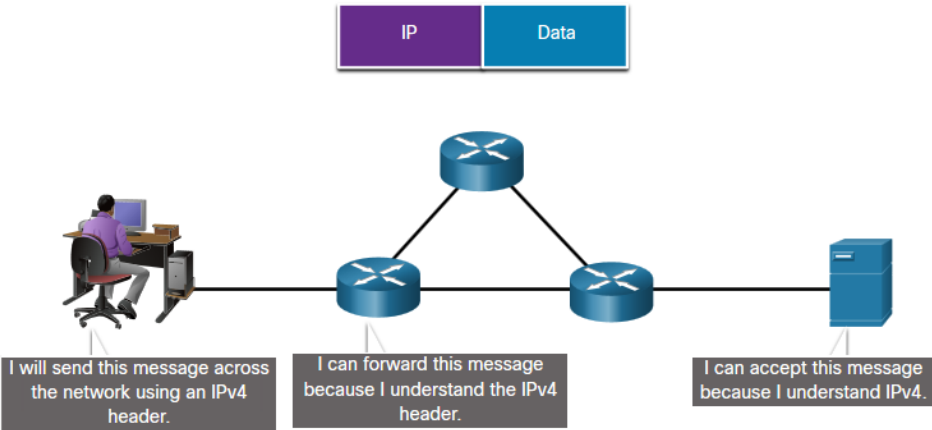 IP
Data
I will send this message across
the network using an IPv4
header.
I can forward this message
because I understand the IPv4
header.
I can accept this message
because I understand IPv4.